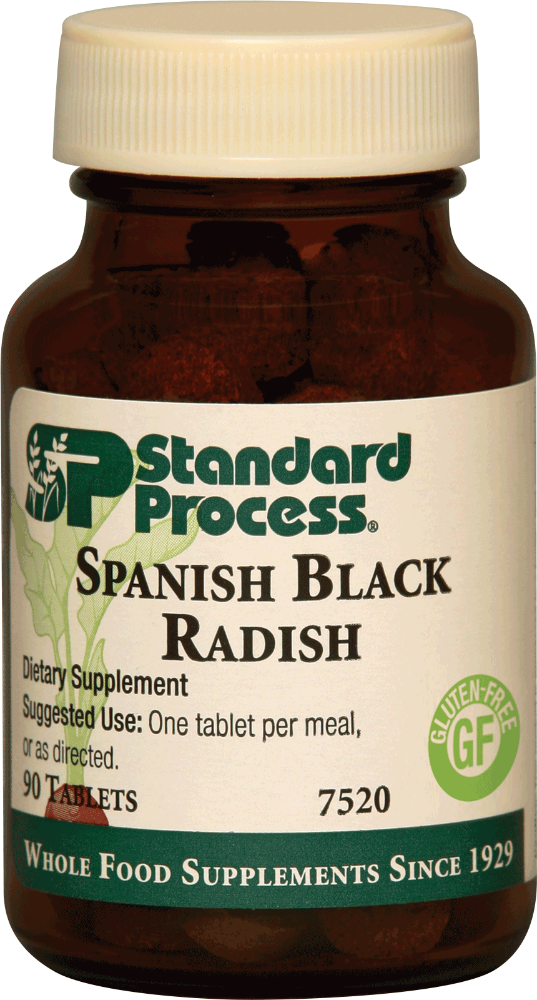 SP Standard
Process®
SPANISH BLACK
RADISH
Dietary Supplement
Suggested Use: One tablet per meal,
or as directed.
90 TABLETS
7520
GLUTEN-FREE
GF
WHOLE FOOD SUPPLEMENTS SINCE 1929